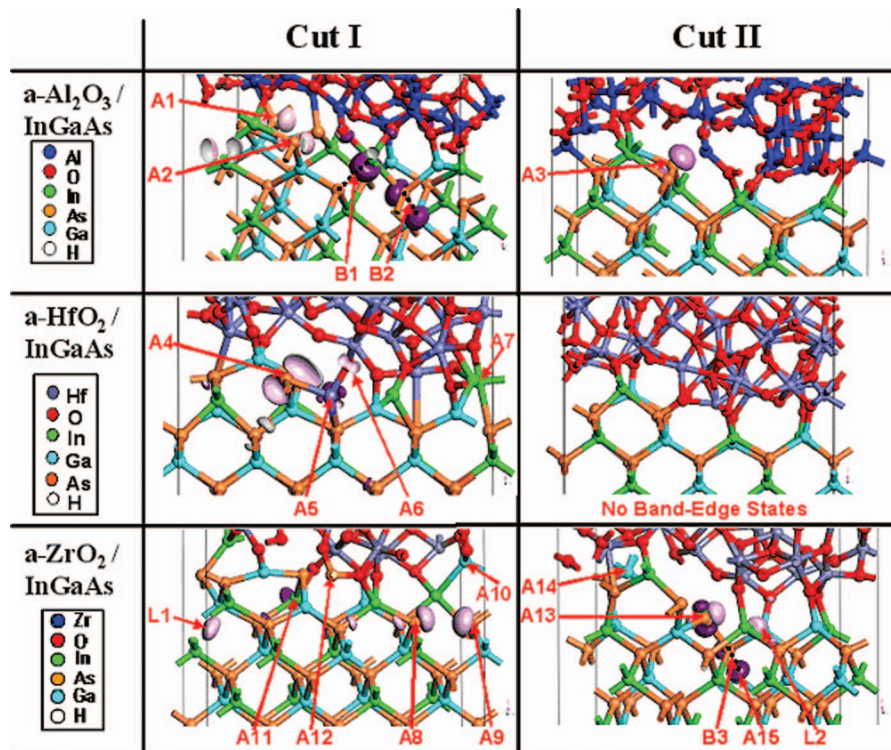 Cut I
Cut II
a-Al₂O₃ /
InGaAs
Al
O
In
As
Ga
H
A1
A2
B1 B2
A3
a-HfO₂ /
InGaAs
Hf
O
In
Ga
As
H
A4
A7
A5
A6
No Band-Edge States
a-ZrO₂ /
InGaAs
Zr
O
In
As
Ga
H
L1
A10
A11 A12 A8 A9
A14
A13
B3 A15 L2